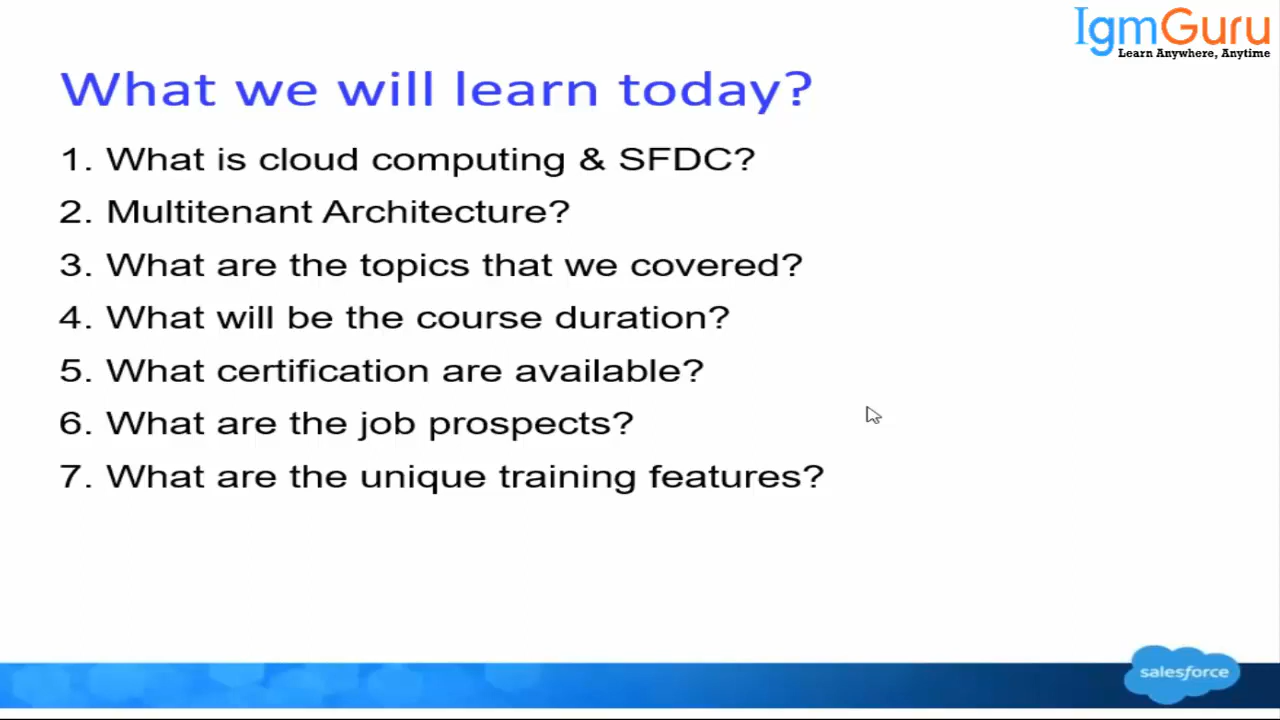 IgmGuru
Learn Anywhere, Anytime
What we will learn today?
1. What is cloud computing & SFDC?
2. Multitenant Architecture?
3. What are the topics that we covered?
4. What will be the course duration?
5. What certification are available?
6. What are the job prospects?
7. What are the unique training features?
salesforce